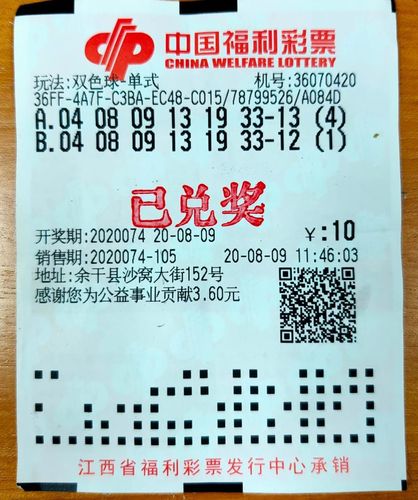 中国福利彩票
CHINA WELFARE LOTTERY
玩法:双色球-单式 机号:36070420
36FF-4A7F-C3BA-EC48-C015/78799526/A084D
A.04 08 09 13 19 33-13 (4)
B.04 08 09 13 19 33-12 (1)
已兑奖
开奖期:2020074 20-08-09 ¥:10
销售期:2020074-105 20-08-09 11:46:03
地址:余干县沙窝大街152号
感谢您为公益事业贡献3.60元
江西省福利彩票发行中心承销